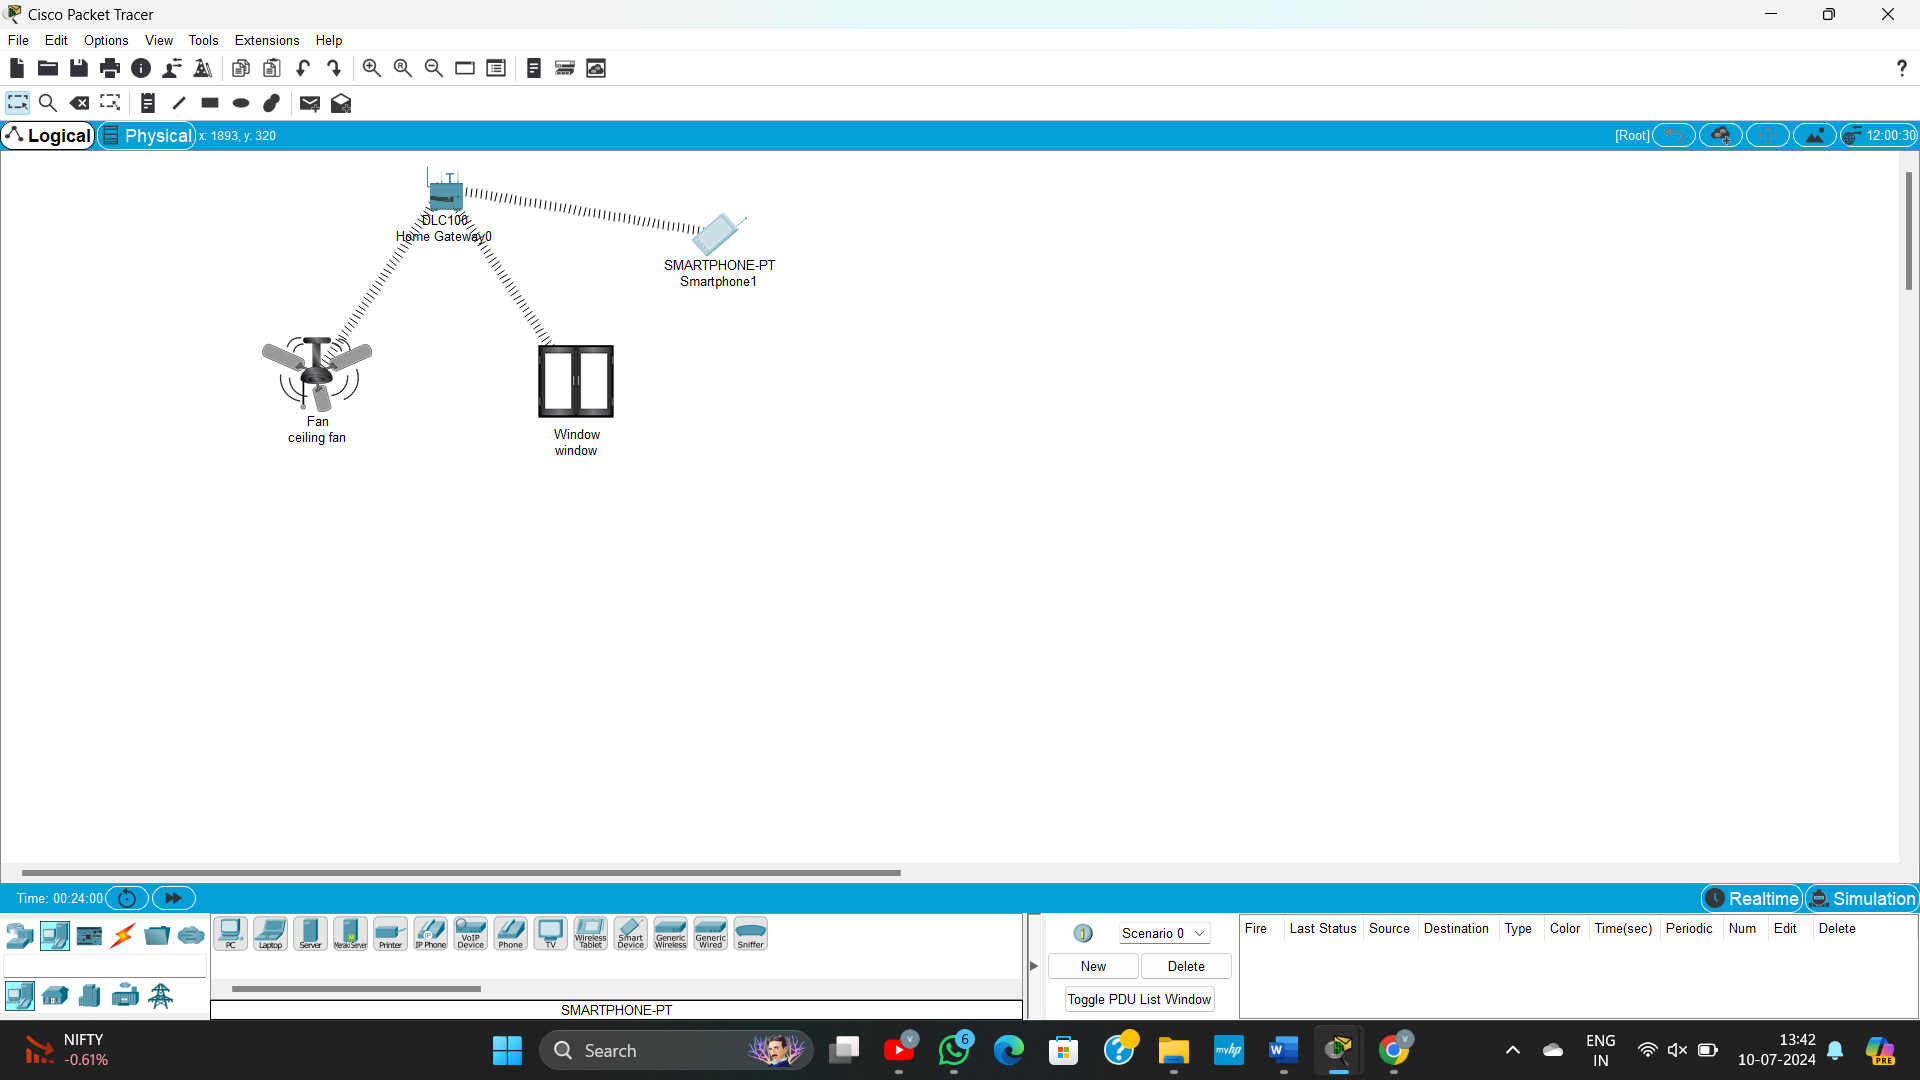 Cisco Packet Tracer
File Edit Options View Tools Extensions Help
Logical Physical x: 1893, y: 320 [Root] 12:00:30
DLC100
Home Gateway0
SMARTPHONE-PT
Smartphone1
Fan
ceiling fan
Window
window
Time: 00:24:00 Realtime Simulation
PC Laptop Server Meraki Server Printer IP Phone VoIP Device Phone TV Wireless Tablet Smart Device Generic Wireless Generic Wired Sniffer
SMARTPHONE-PT
Scenario 0
New Delete
Toggle PDU List Window
Fire Last Status Source Destination Type Color Time(sec) Periodic Num Edit Delete
NIFTY
-0.61%
Search
6
myhp
ENG
IN
13:42
10-07-2024
PRE